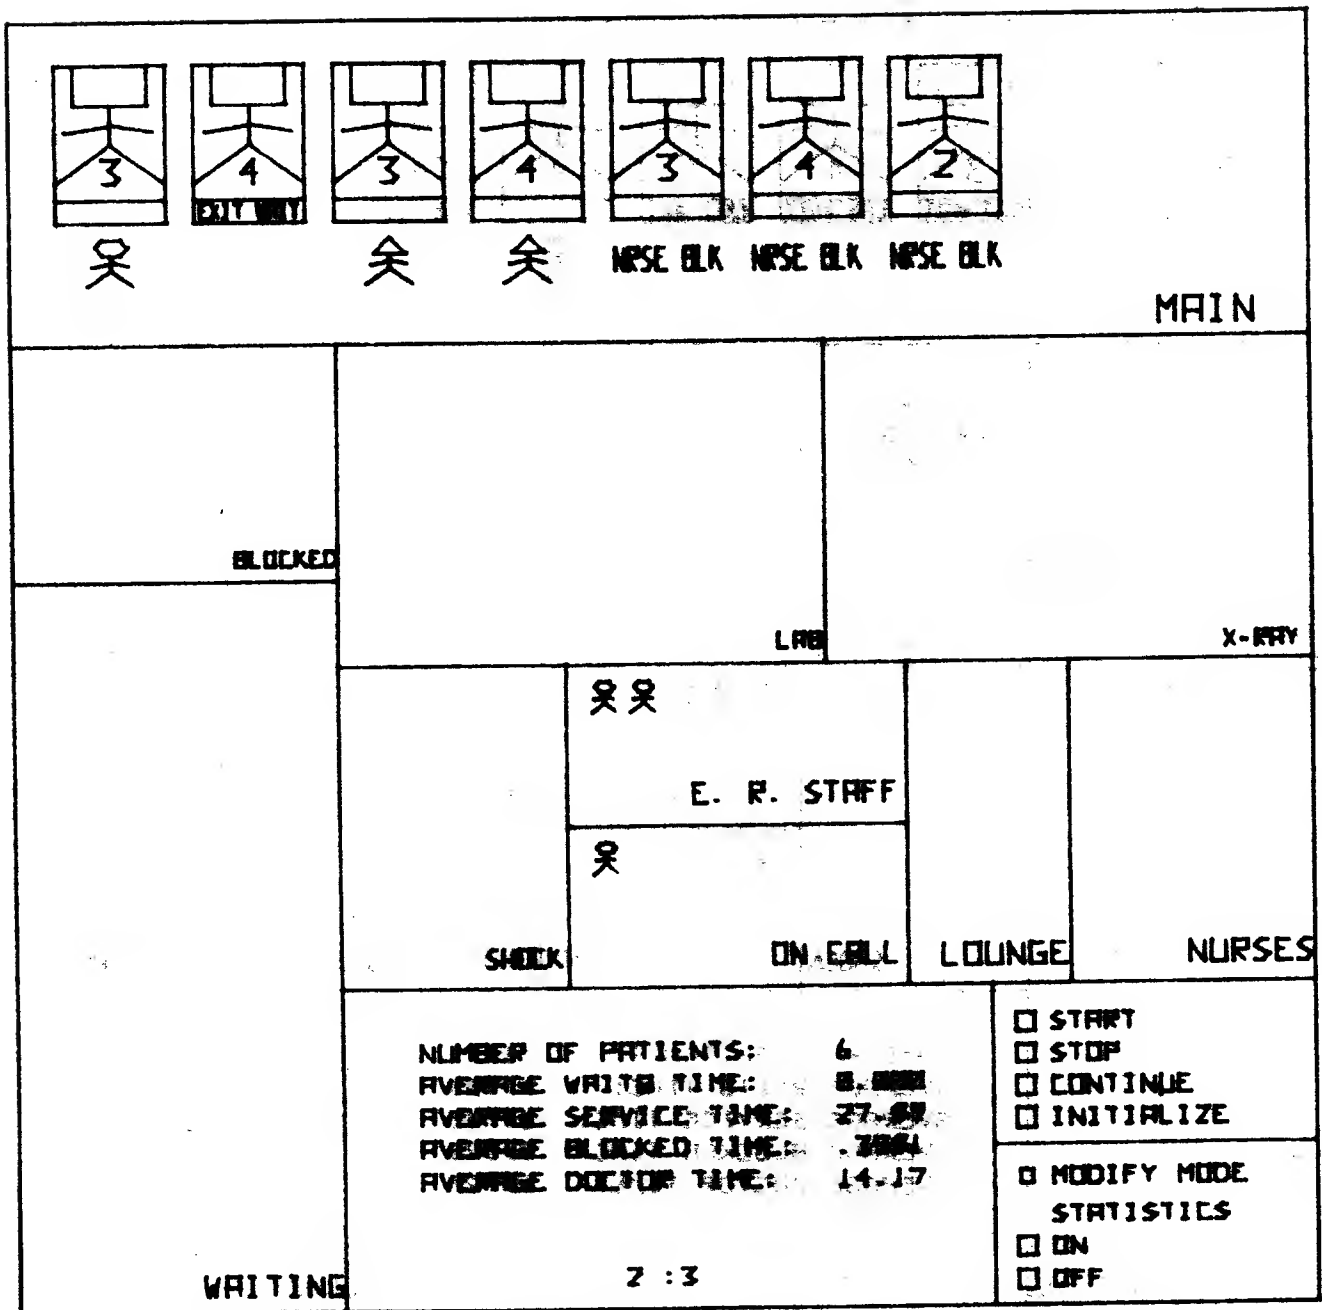 3 4 3 4 3 4 2
EXIT WAIT
NRSE BLK NRSE BLK NRSE BLK
MAIN
BLOCKED
LAB
X-RAY
E. R. STAFF
SHOCK
ON CALL
LOUNGE
NURSES
NUMBER OF PATIENTS: 6
AVERAGE TIME:
AVERAGE SERVICE TIME:
AVERAGE BLOCKED TIME:
AVERAGE DOCTOR TIME: 14.17
2 :3
WAITING
START
STOP
CONTINUE
INITIALIZE
MODIFY MODE
STATISTICS
ON
OFF